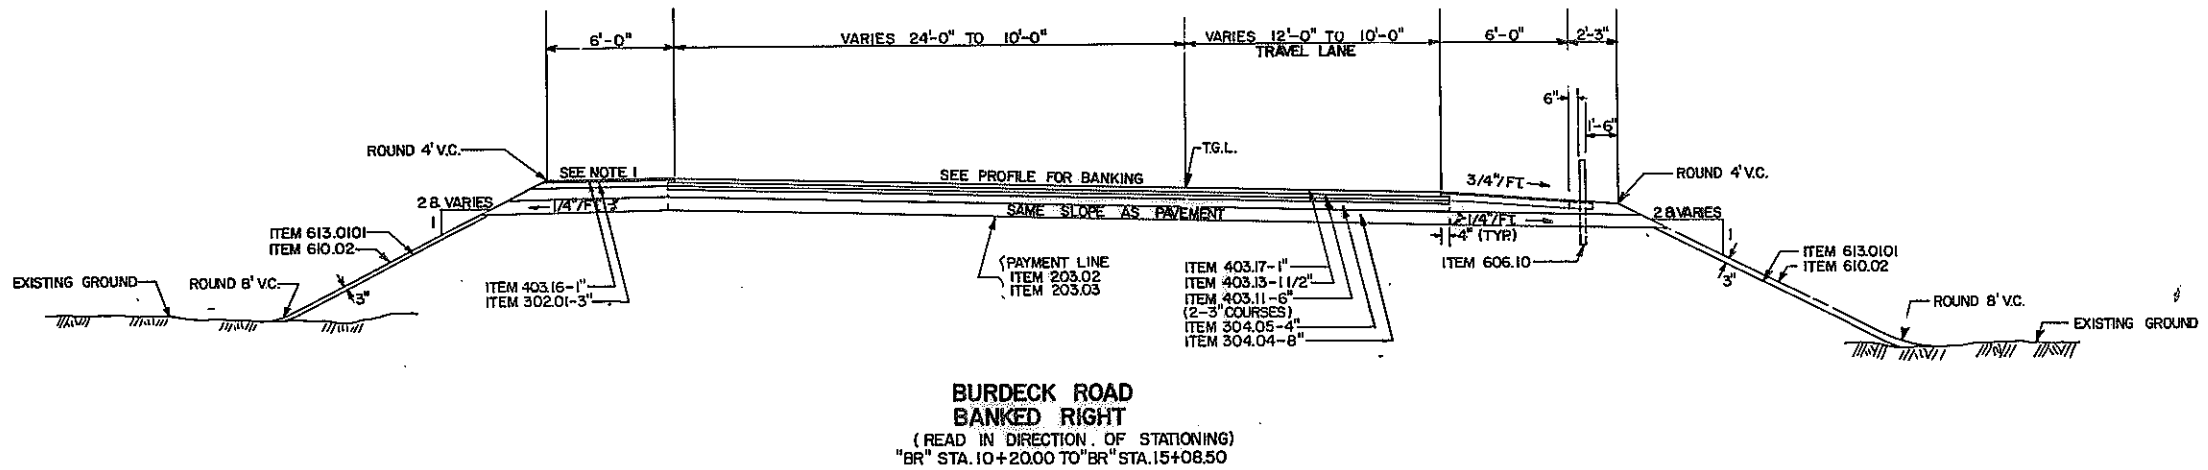 6'-0"
VARIES 24'-0" TO 10'-0"
VARIES 12'-0" TO 10'-0"
TRAVEL LANE
6'-0"
2'-3"
6"
1'-6"
ROUND 4' V.C.
SEE NOTE 1
SEE PROFILE FOR BANKING
T.G.L.
3/4"/FT.
ROUND 4' V.C.
2 & VARIES
1
1/4"/FT.
SAME SLOPE AS PAVEMENT
1/4"/FT.
4" (TYP.)
2 & VARIES
1
ITEM 613.0101
ITEM 610.02
3"
EXISTING GROUND
ROUND 8' V.C.
ITEM 403.16-1"
ITEM 302.01-3"
PAYMENT LINE
ITEM 203.02
ITEM 203.03
ITEM 403.17-1"
ITEM 403.13-1 1/2"
ITEM 403.11-6"
(2-3" COURSES)
ITEM 304.05-4"
ITEM 304.04-8"
ITEM 606.10
ITEM 613.0101
ITEM 610.02
3"
ROUND 8' V.C.
EXISTING GROUND
BURDECK ROAD
BANKED RIGHT
(READ IN DIRECTION OF STATIONING)
"BR" STA. 10+20.00 TO "BR" STA. 15+08.50